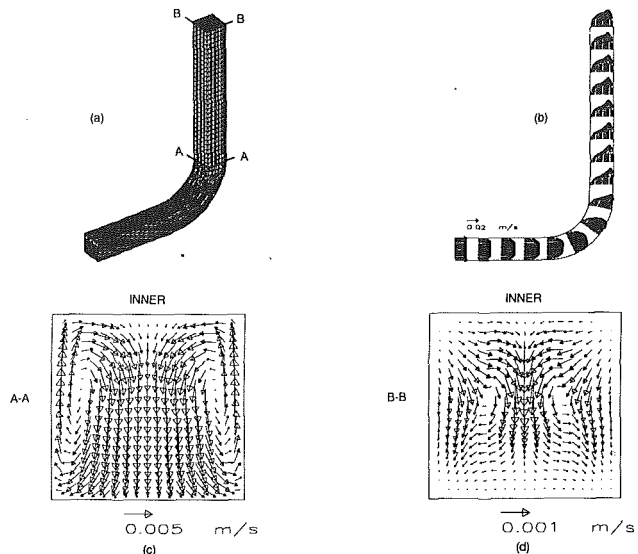 B
B
(a)
A
A
(b)
0.02 m/s
INNER
A-A
0.005 m/s
(c)
INNER
B-B
0.001 m/s
(d)